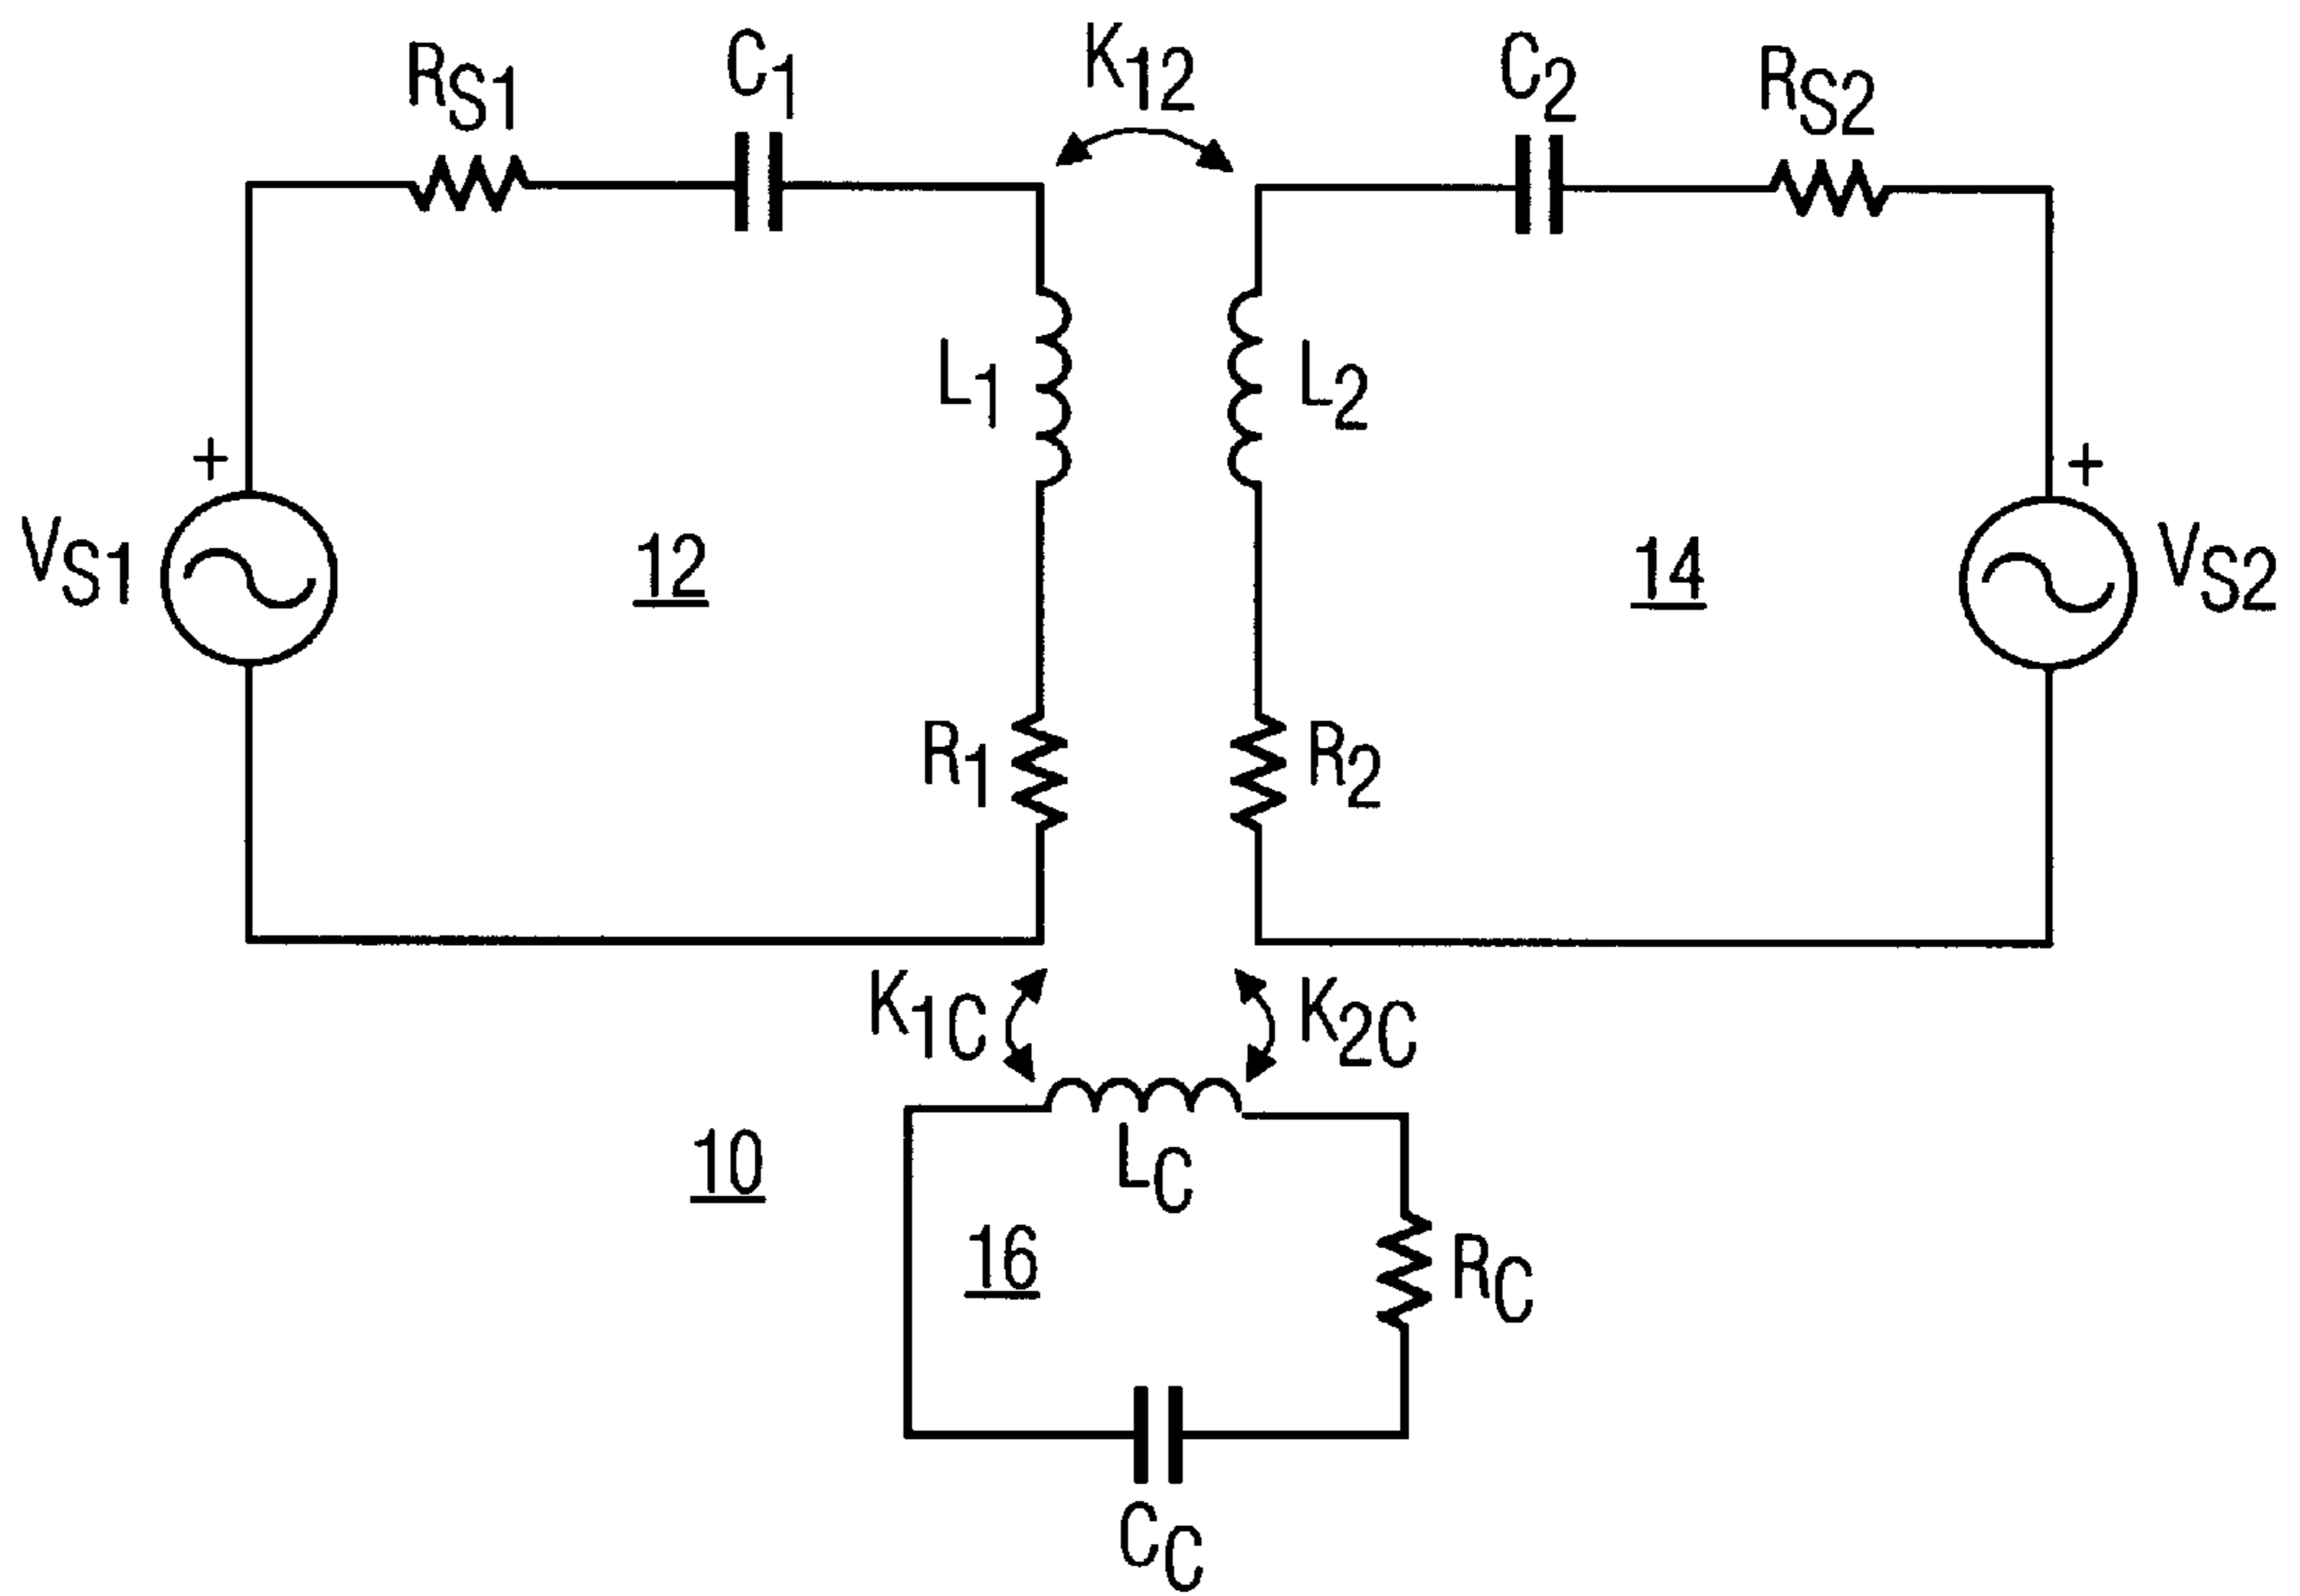 RS1
C1
K12
C2
RS2
L1
L2
+
+
VS1
12
14
VS2
R1
R2
K1C
K2C
LC
10
16
RC
CC